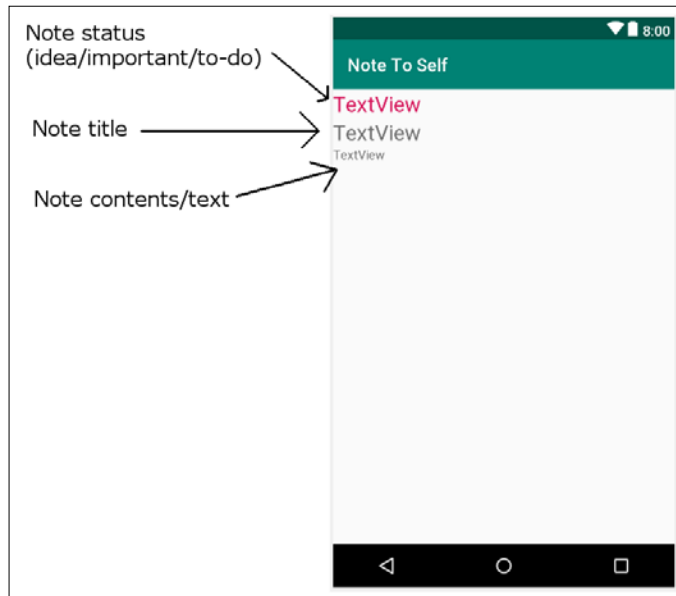 Note status
(idea/important/to-do)
Note title
Note contents/text
8:00
Note To Self
TextView
TextView
TextView